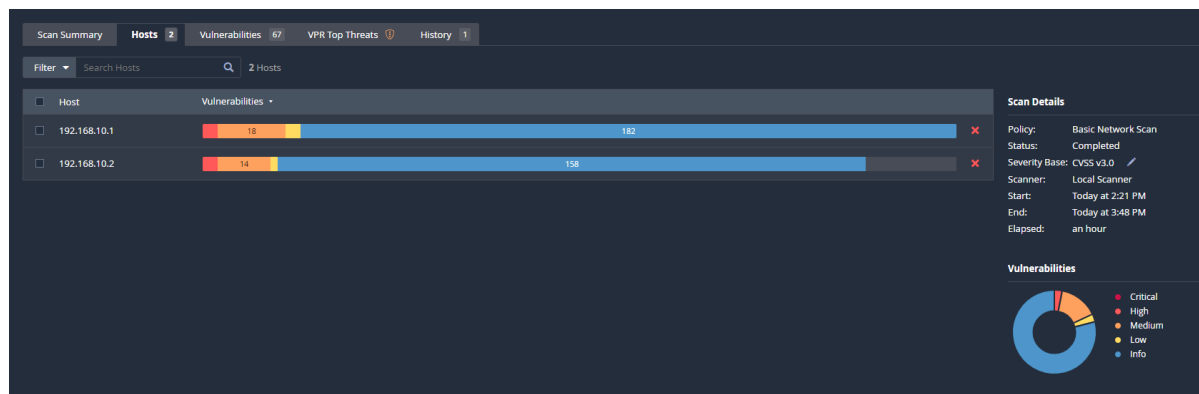 Scan Summary Hosts 2 Vulnerabilities 67 VPR Top Threats History 1
Filter Search Hosts 2 Hosts
Host Vulnerabilities
192.168.10.1 18 182
192.168.10.2 14 158
Scan Details
Policy: Basic Network Scan
Status: Completed
Severity Base: CVSS v3.0
Scanner: Local Scanner
Start: Today at 2:21 PM
End: Today at 3:48 PM
Elapsed: an hour
Vulnerabilities
Critical
High
Medium
Low
Info